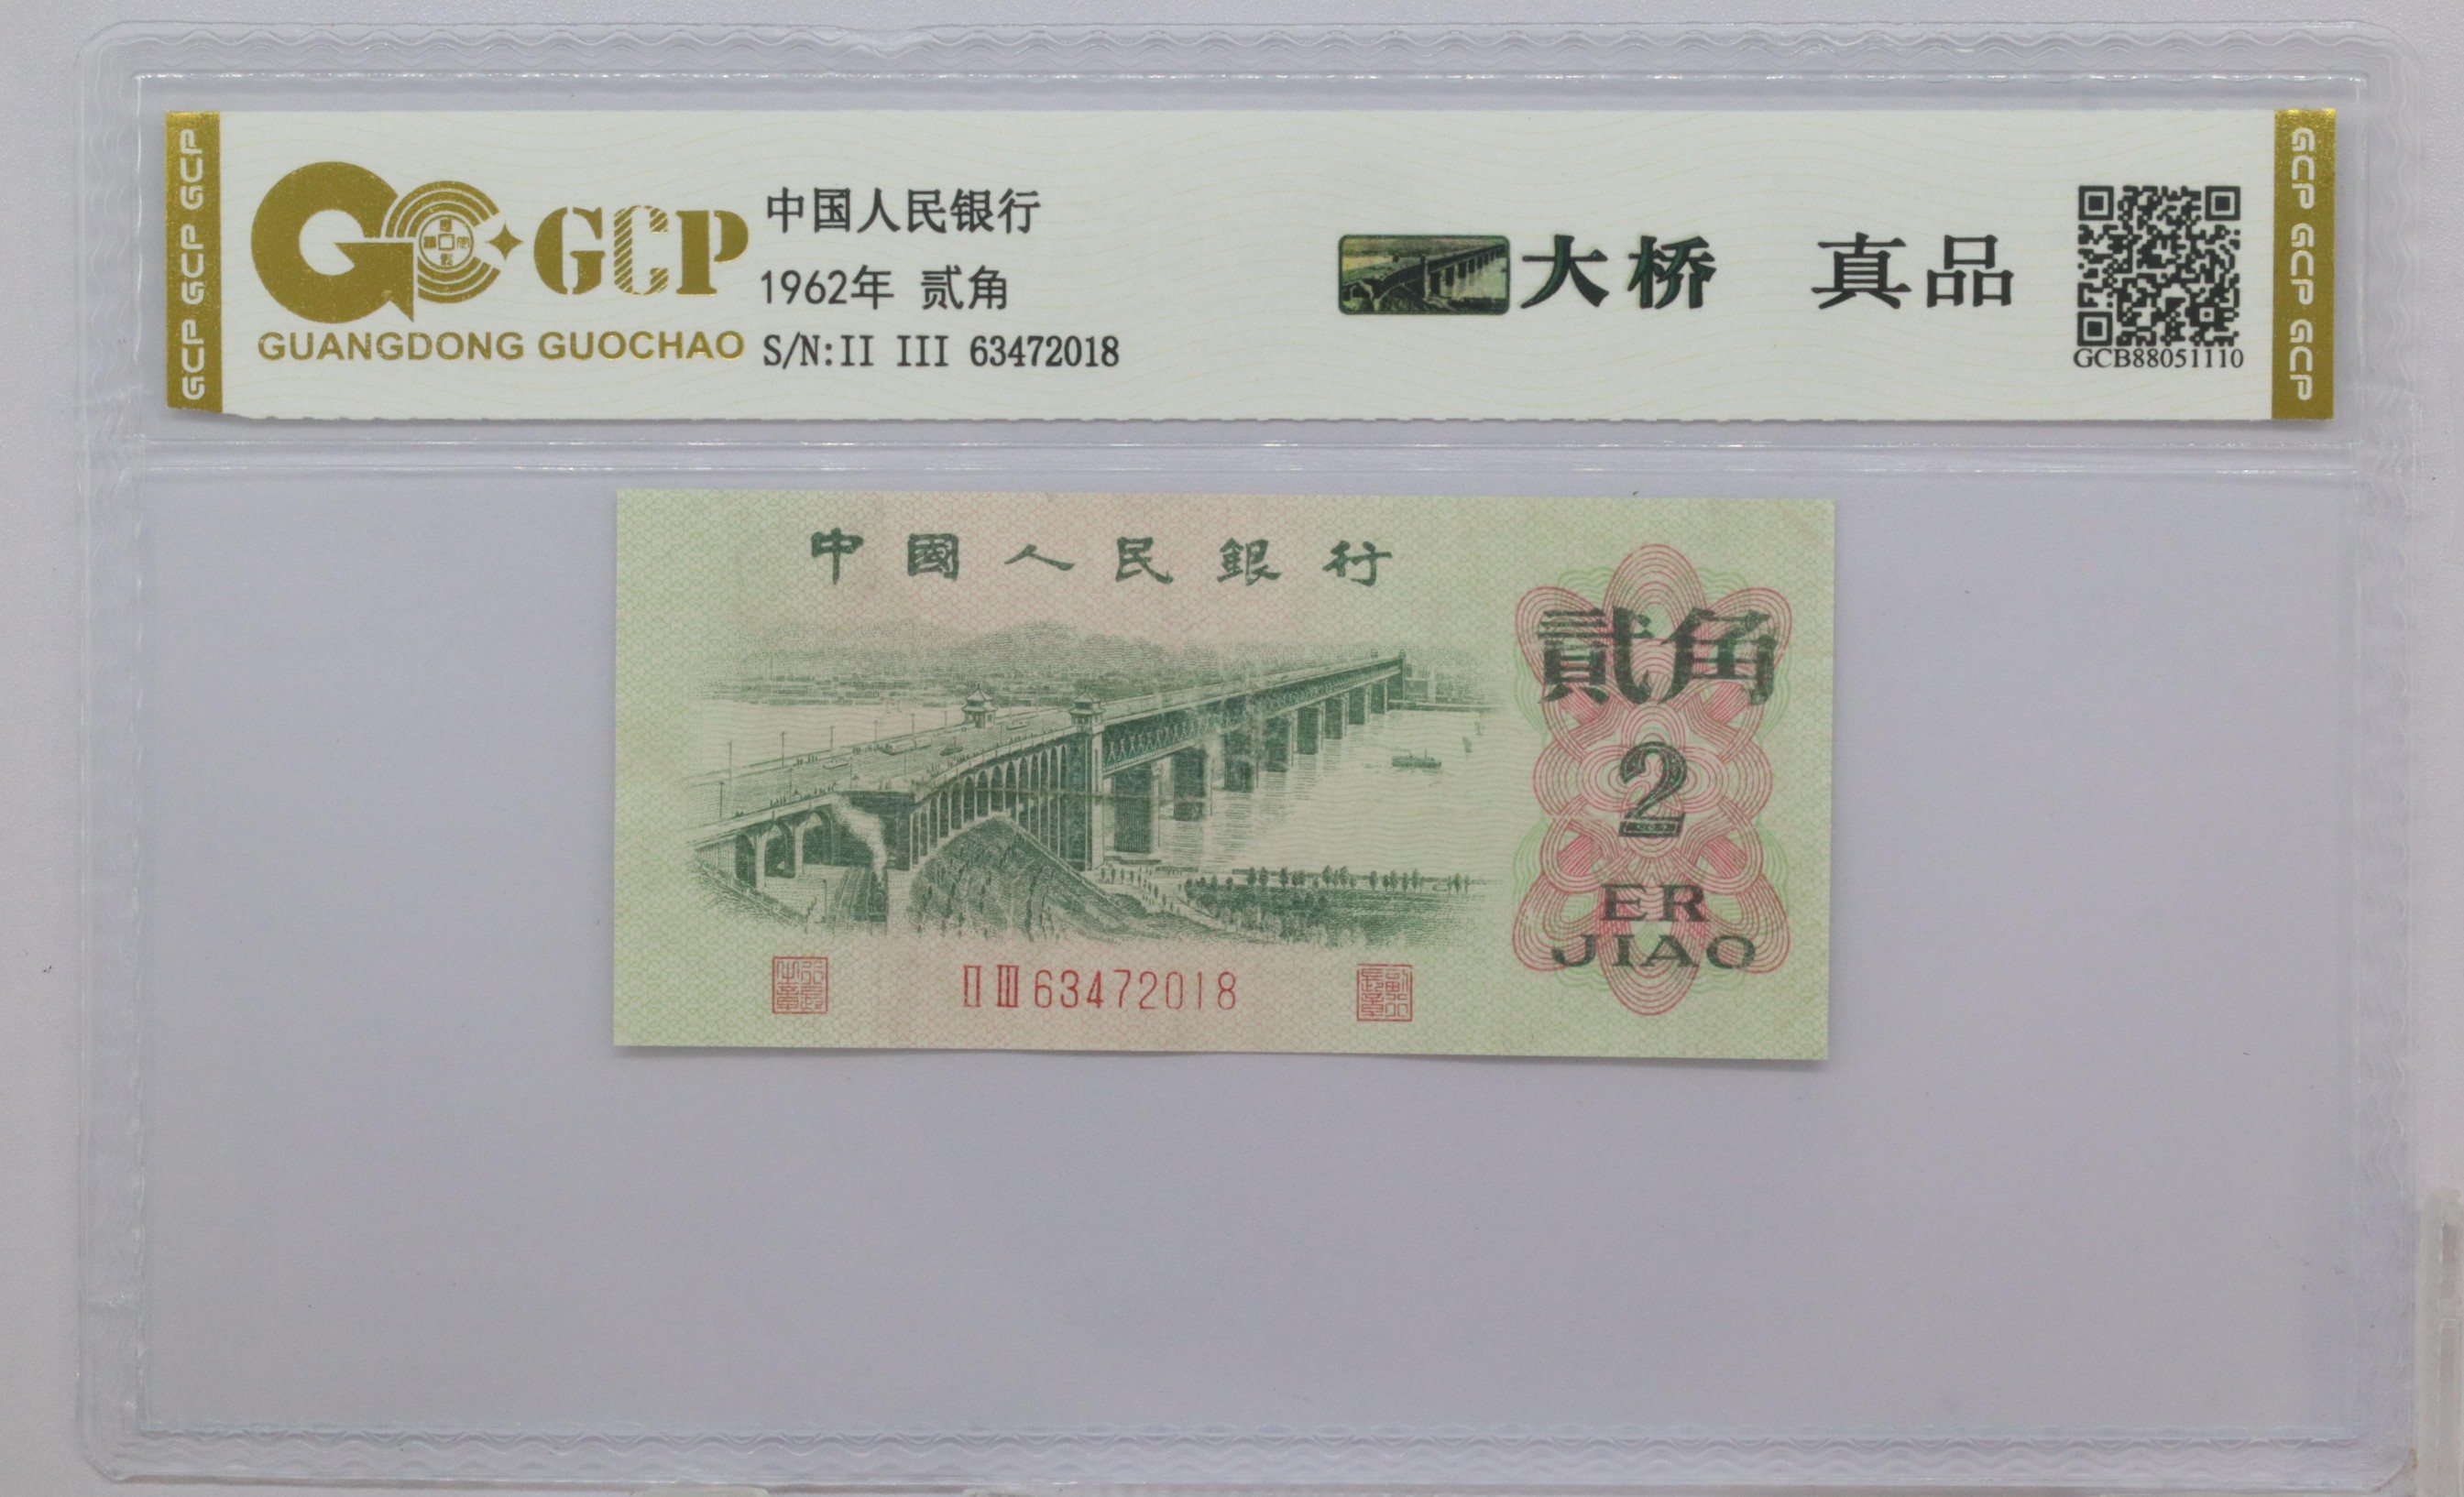 GCP GCP GCP
GCP
GUANGDONG GUOCHAO
中国人民银行
1962年 贰角
S/N:II III 63472018
大桥 真品
GCB88051110
GCP GCP GCP
中國人民銀行
貳角
2
ER
JIAO
II III 63472018